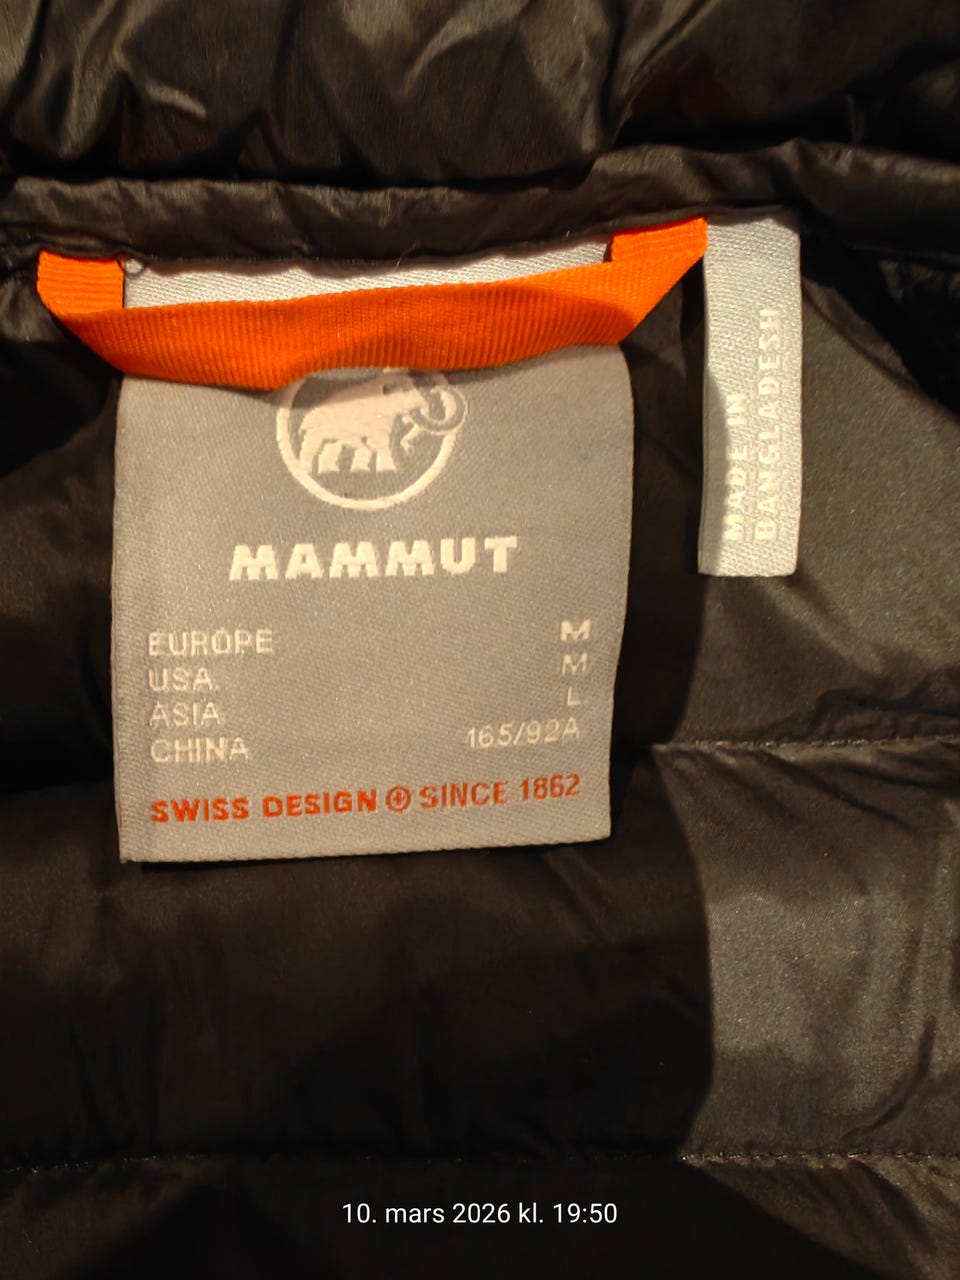 MAMMUT
EUROPE M
USA M
ASIA L
CHINA 165/92A
SWISS DESIGN SINCE 1862
MADE IN
BANGLADESH
10. mars 2026 kl. 19:50